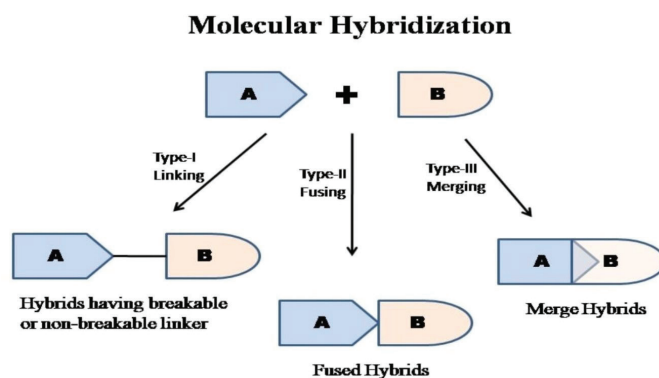 Molecular Hybridization
A
+
B
Type-I
Linking
Type-II
Fusing
Type-III
Merging
A
B
Hybrids having breakable
or non-breakable linker
A
B
Fused Hybrids
A
B
Merge Hybrids